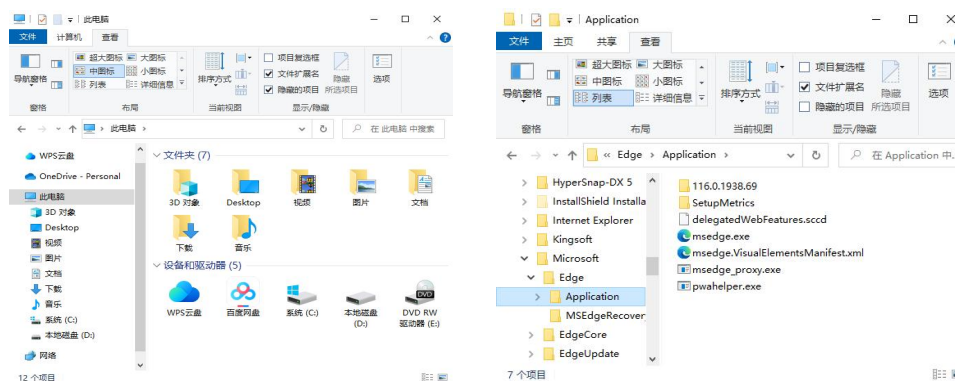 此电脑
文件 计算机 查看
导航窗格
超大图标 大图标
中图标 小图标
列表 详细信息
排序方式
项目复选框
文件扩展名
隐藏的项目
隐藏
所选项目
选项
窗格 布局 当前视图 显示/隐藏
此电脑
在 此电脑 中搜索
WPS云盘
OneDrive - Personal
此电脑
3D 对象
Desktop
视频
图片
文档
下载
音乐
系统 (C:)
本地磁盘 (D:)
网络
文件夹 (7)
3D 对象 Desktop 视频 图片 文档
下载 音乐
设备和驱动器 (5)
WPS云盘 百度网盘 系统 (C:) 本地磁盘 (D:) DVD RW 驱动器 (E:)
DVD
12 个项目
Application
文件 主页 共享 查看
导航窗格
超大图标 大图标
中图标 小图标
列表 详细信息
排序方式
项目复选框
文件扩展名
隐藏的项目
隐藏
所选项目
选项
窗格 布局 当前视图 显示/隐藏
« Edge › Application ›
在 Application 中...
HyperSnap-DX 5
InstallShield Installa
Internet Explorer
Kingsoft
Microsoft
Edge
Application
MSEdgeRecover
EdgeCore
EdgeUpdate
116.0.1938.69
SetupMetrics
delegatedWebFeatures.sccd
msedge.exe
msedge.VisualElementsManifest.xml
msedge_proxy.exe
pwahelper.exe
7 个项目